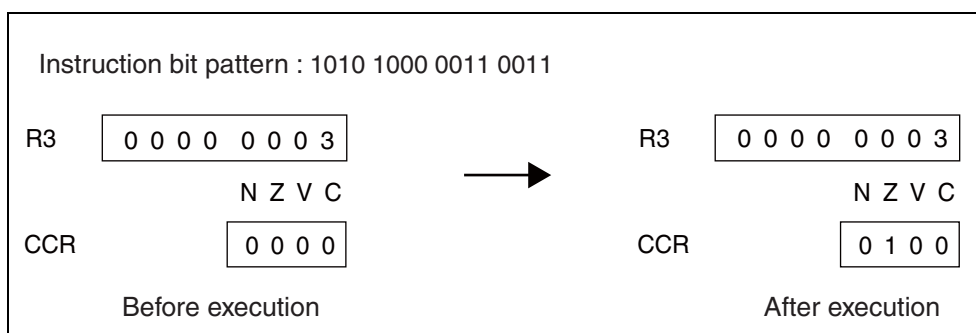 Instruction bit pattern : 1010 1000 0011 0011
R3 0 0 0 0 0 0 0 3 R3 0 0 0 0 0 0 0 3
N Z V C N Z V C
CCR 0 0 0 0 CCR 0 1 0 0
Before execution After execution